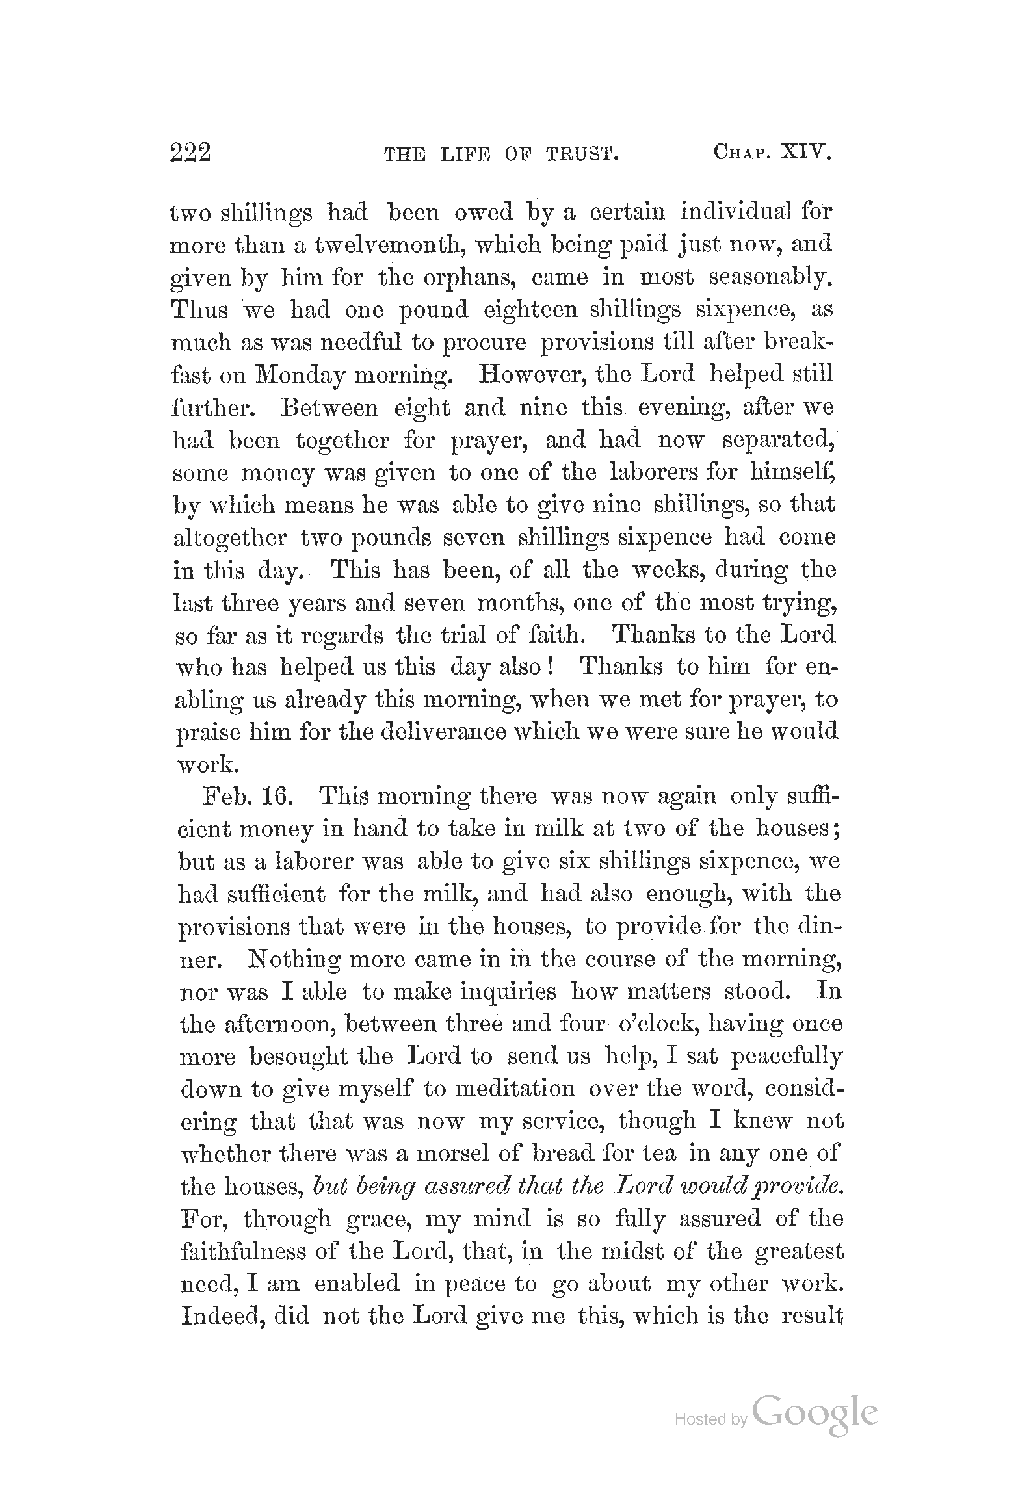 222 THE LIFE OF TRUST. CHAP. XIV.
two shillings had been owed by a certain individual for
more than a twelvemonth, which being paid just now, and
given by him for the orphans, came in most seasonably.
Thus we had one pound eighteen shillings sixpence, as
much as was needful to procure provisions till after break-
fast on Monday morning. However, the Lord helped still
further. Between eight and nine this evening, after we
had been together for prayer, and had now separated,
some money was given to one of the laborers for himself,
by which means he was able to give nine shillings, so that
altogether two pounds seven shillings sixpence had come
in this day. This has been, of all the weeks, during the
last three years and seven months, one of the most trying,
so far as it regards the trial of faith. Thanks to the Lord
who has helped us this day also! Thanks to him for en-
abling us already this morning, when we met for prayer, to
praise him for the deliverance which we were sure he would
work.
Feb. 16. This morning there was now again only suffi-
cient money in hand to take in milk at two of the houses;
but as a laborer was able to give six shillings sixpence, we
had sufficient for the milk, and had also enough, with the
provisions that were in the houses, to provide for the din-
ner. Nothing more came in in the course of the morning,
nor was I able to make inquiries how matters stood. In
the afternoon, between three and four o'clock, having once
more besought the Lord to send us help, I sat peacefully
down to give myself to meditation over the word, consid-
ering that that was now my service, though I knew not
whether there was a morsel of bread for tea in any one of
the houses, but being assured that the Lord would provide.
For, through grace, my mind is so fully assured of the
faithfulness of the Lord, that, in the midst of the greatest
need, I am enabled in peace to go about my other work.
Indeed, did not the Lord give me this, which is the result
Hosted by Google